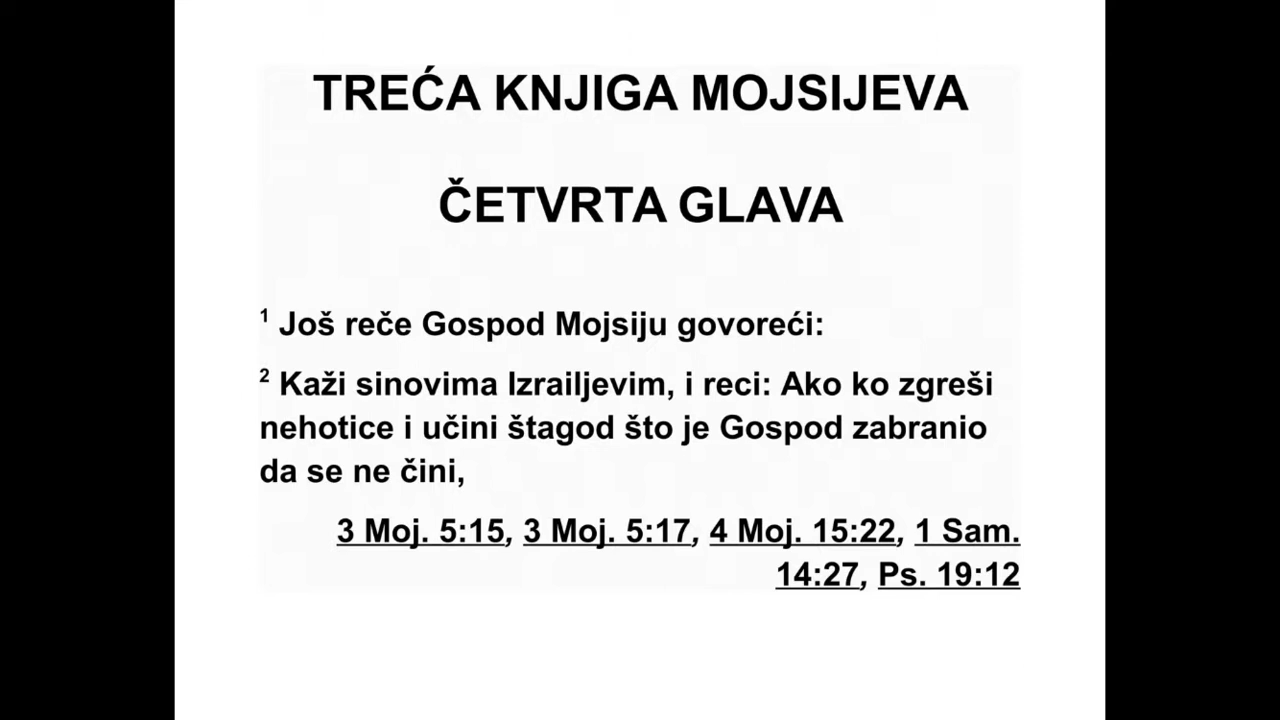 TREĆA KNJIGA MOJSIJEVA
ČETVRTA GLAVA
1 Još reče Gospod Mojsiju govoreći:
2 Kaži sinovima Izrailjevim, i reci: Ako ko zgreši
nehotice i učini štagod što je Gospod zabranio
da se ne čini,
3 Moj. 5:15, 3 Moj. 5:17, 4 Moj. 15:22, 1 Sam.
14:27, Ps. 19:12